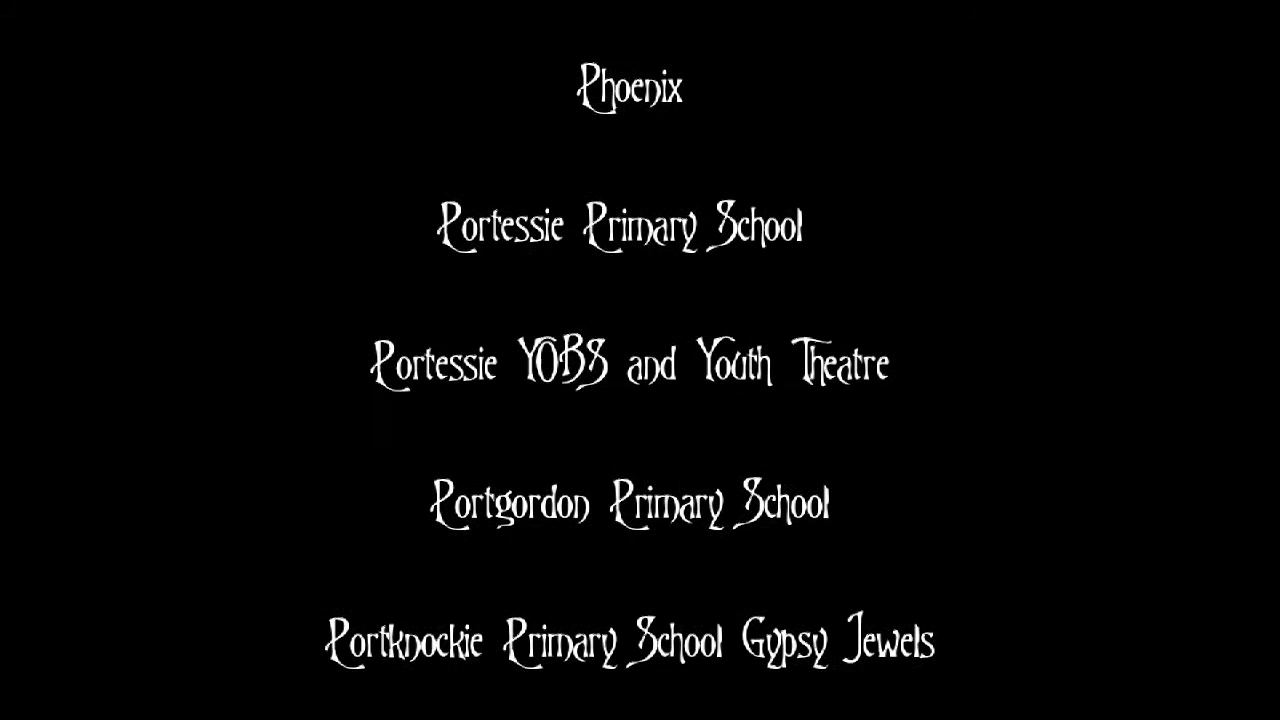 Phoenix
Portessie Primary School
Portessie YOBS and Youth Theatre
Portgordon Primary School
Portknockie Primary School Gypsy Jewels